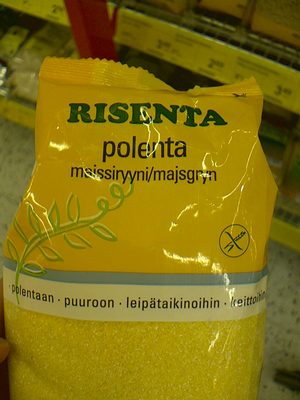 RISENTA
polenta
maissiryyni/majsgryn
polentaan · puuroon · leipätaikinoihin · keittoihin